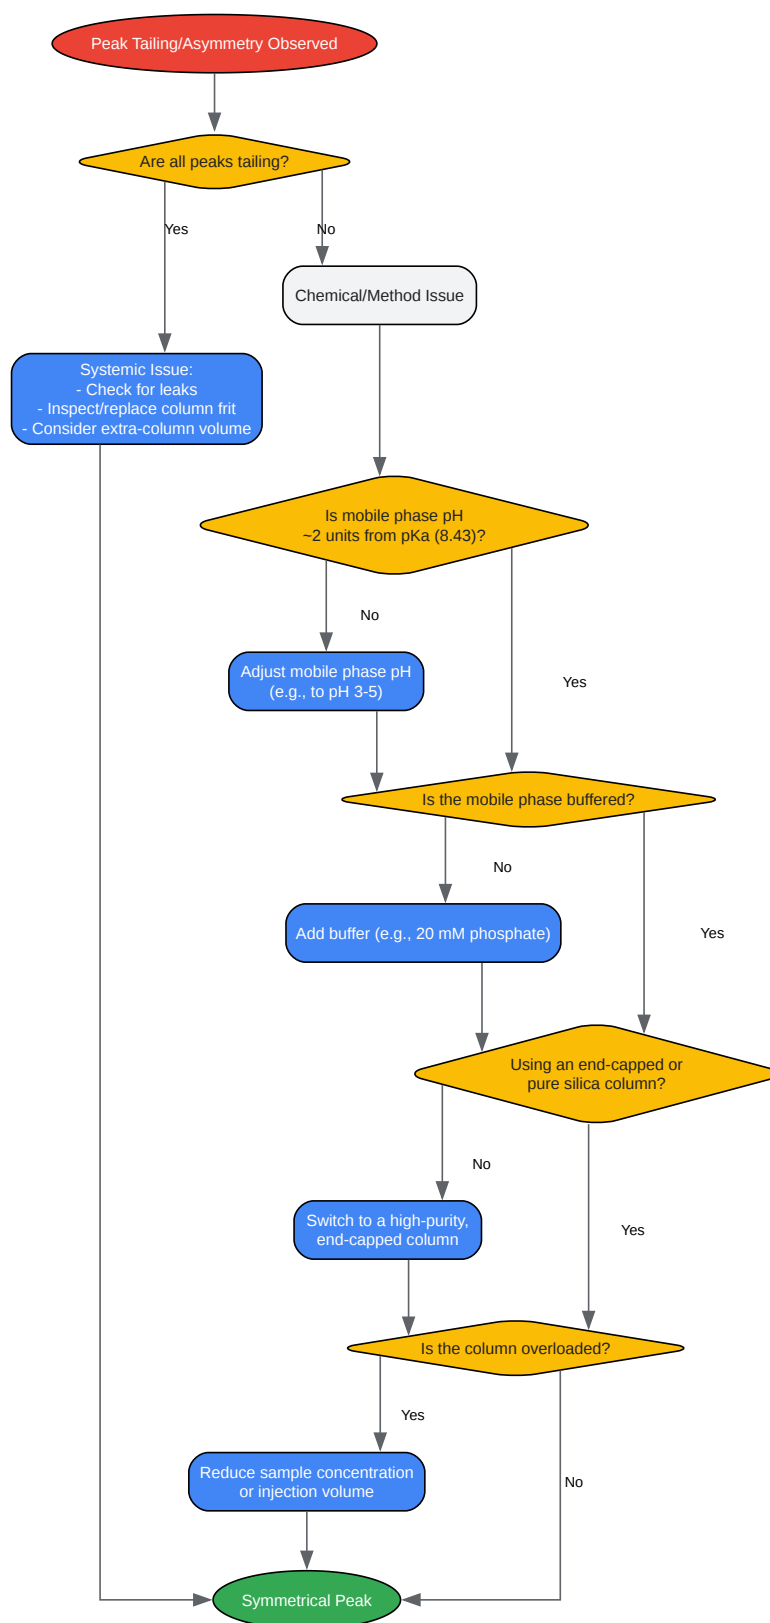 Peak Tailing/Asymmetry Observed
Are all peaks tailing?
Yes
No
Chemical/Method Issue
Systemic Issue:
- Check for leaks
- Inspect/replace column frit
- Consider extra-column volume
Is mobile phase pH
~2 units from pKa (8.43)?
No
Adjust mobile phase pH
(e.g., to pH 3-5)
Yes
Is the mobile phase buffered?
No
Add buffer (e.g., 20 mM phosphate)
Yes
Using an end-capped or
pure silica column?
No
Switch to a high-purity,
end-capped column
Yes
Is the column overloaded?
Yes
Reduce sample concentration
or injection volume
No
Symmetrical Peak